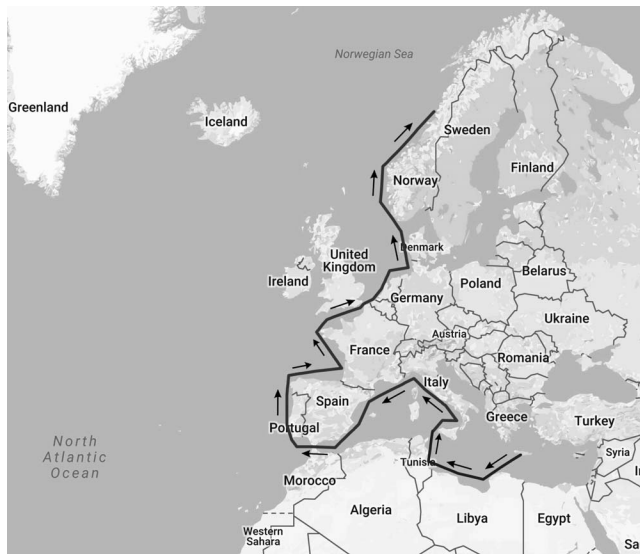 Norwegian Sea
Greenland
Iceland
Sweden
Finland
Norway
Denmark
United
Kingdom
Ireland
Belarus
Poland
Germany
Ukraine
Austria
France
Romania
Italy
Spain
Greece
Turkey
Portugal
North
Atlantic
Ocean
Syria
Tunisia
Morocco
Algeria
Libya
Egypt
Western
Sahara
Sa